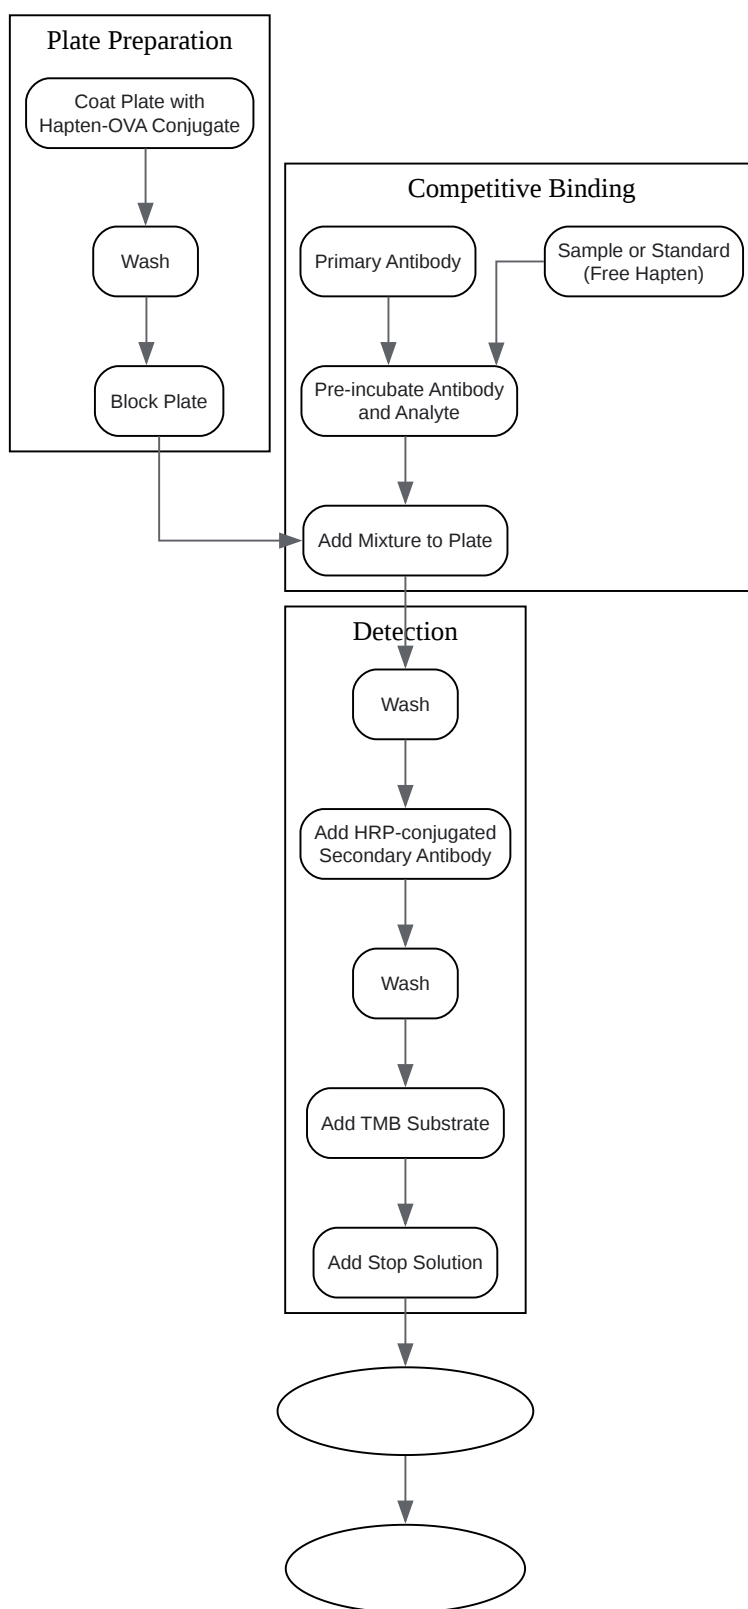 Plate Preparation
Coat Plate with
Hapten-OVA Conjugate
Wash
Block Plate
Competitive Binding
Primary Antibody
Sample or Standard
(Free Hapten)
Pre-incubate Antibody
and Analyte
Add Mixture to Plate
Detection
Wash
Add HRP-conjugated
Secondary Antibody
Wash
Add TMB Substrate
Add Stop Solution